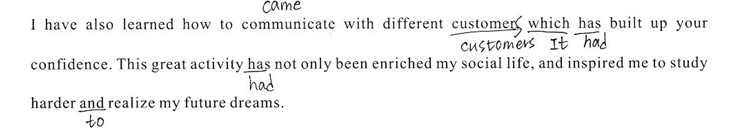 came
I have also learned how to communicate with different customers which has built up your
customers It had
confidence. This great activity has not only been enriched my social life, and inspired me to study
had
harder and realize my future dreams.
to